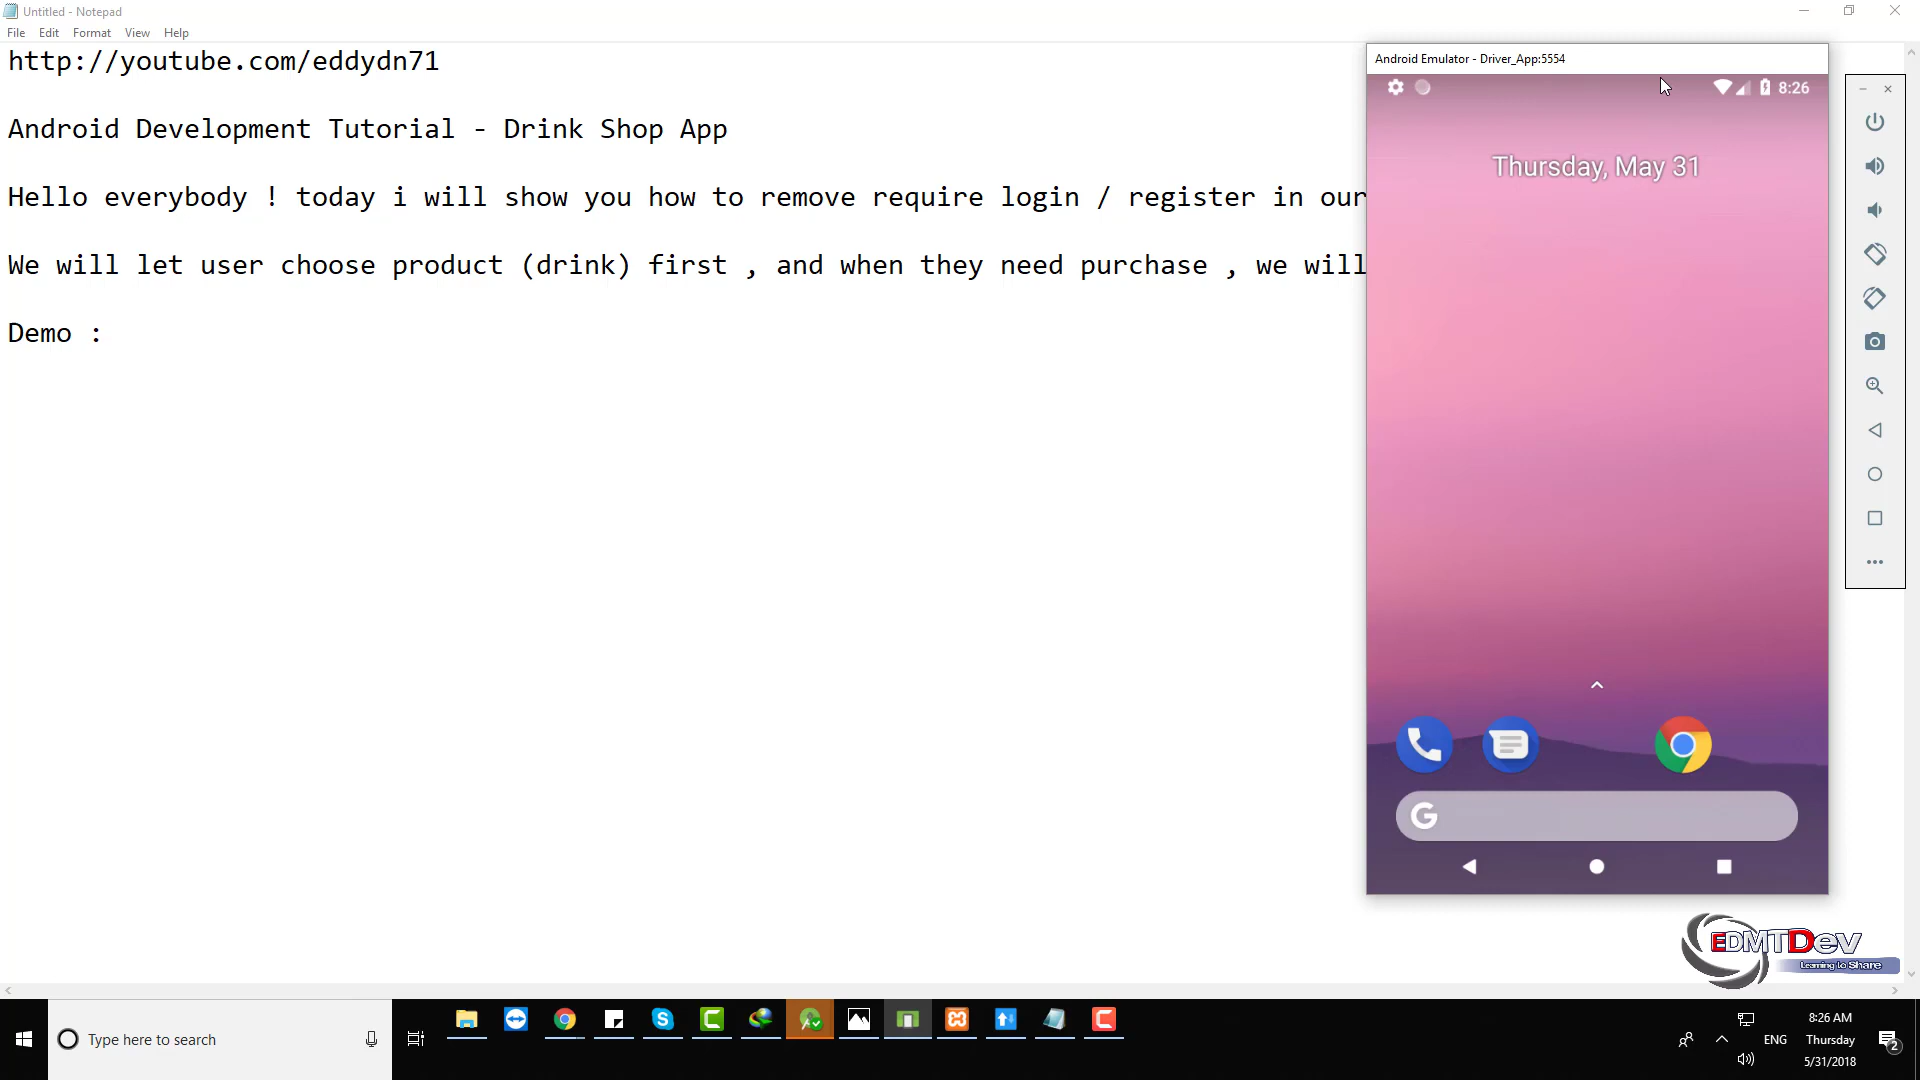 Untitled - Notepad
File Edit Format View Help
http://youtube.com/eddydn71
Android Development Tutorial - Drink Shop App
Hello everybody ! today i will show you how to remove require login / register in our
We will let user choose product (drink) first , and when they need purchase , we will
Demo :
Android Emulator - Driver_App:5554
8:26
Thursday, May 31
G
EDMTDev
Learning to Share
Type here to search
ENG
8:26 AM
Thursday
5/31/2018
2